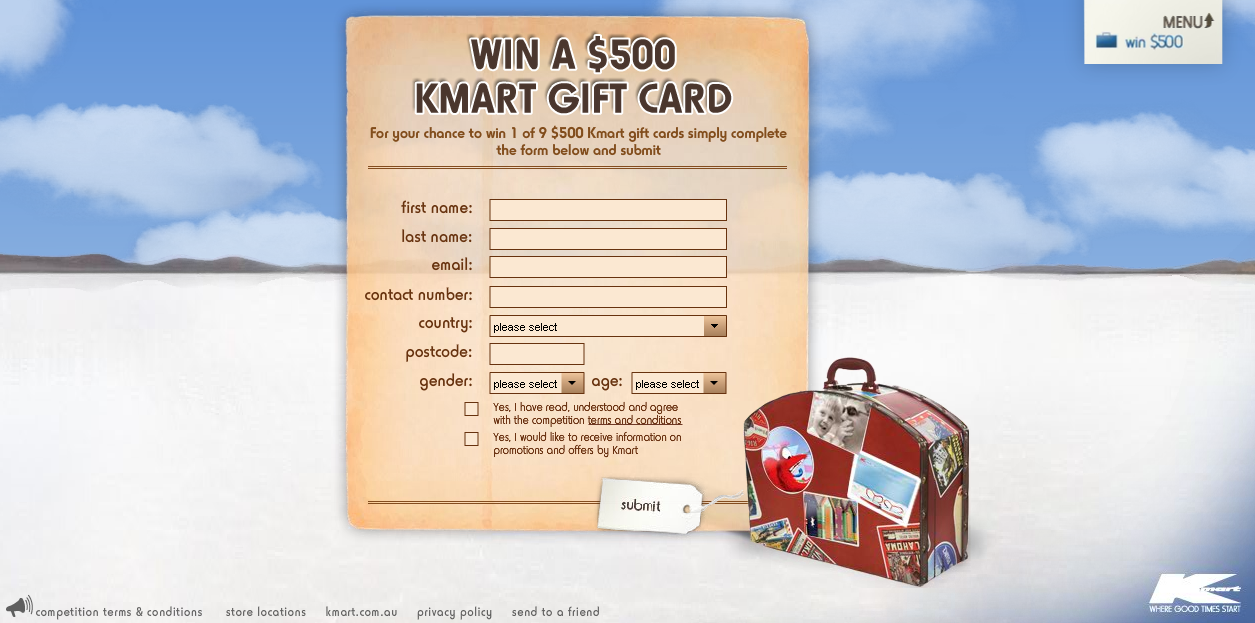 MENU
win $500
WIN A $500
KMART GIFT CARD
For your chance to win 1 of 9 $500 Kmart gift cards simply complete
the form below and submit
first name:
last name:
email:
contact number:
country:
please select
postcode:
gender:
please select
age:
please select
Yes, I have read, understood and agree
with the competition terms and conditions
Yes, I would like to receive information on
promotions and offers by Kmart
submit
competition terms & conditions
store locations
kmart.com.au
privacy policy
send to a friend
Kmart
WHERE GOOD TIMES START